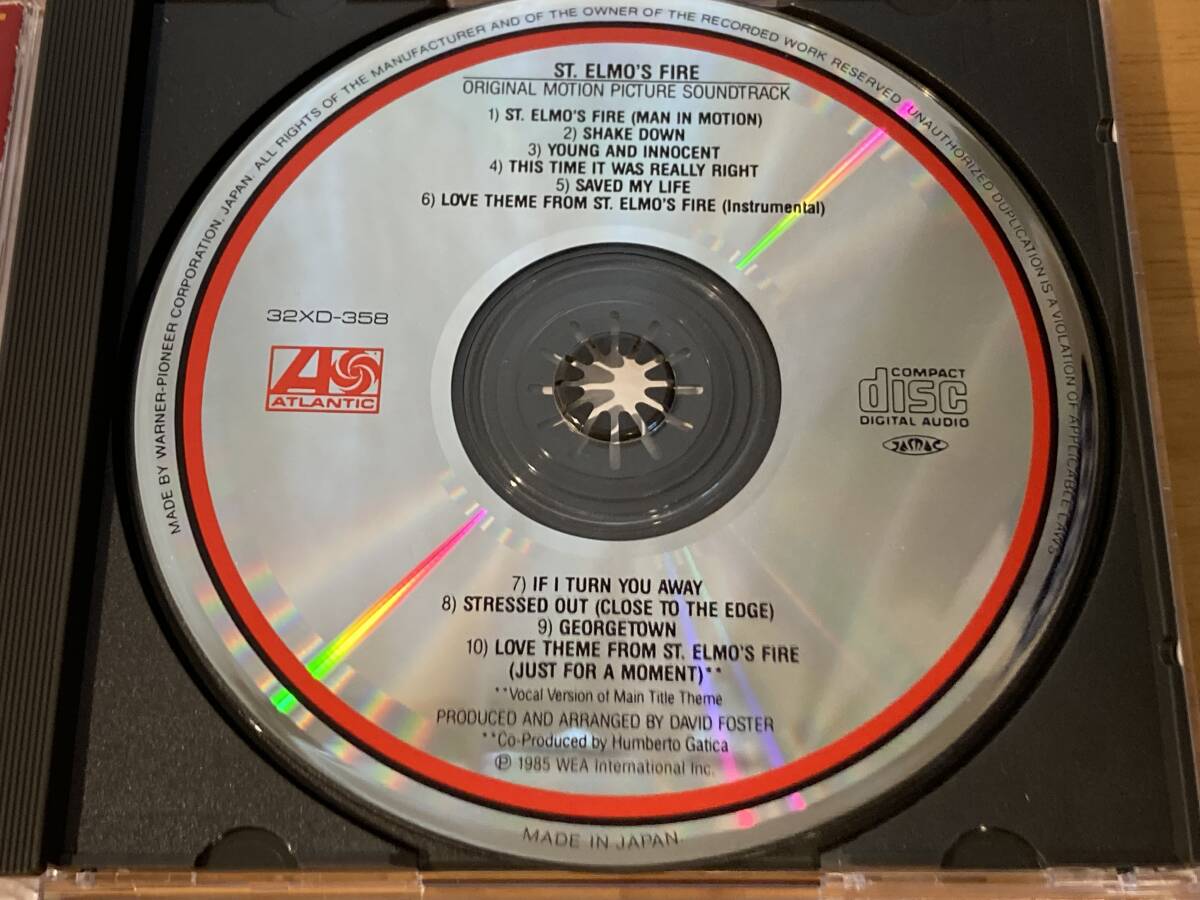 MADE BY WARNER-PIONEER CORPORATION, JAPAN. ALL RIGHTS OF THE MANUFACTURER AND OF THE OWNER OF THE RECORDED WORK RESERVED. UNAUTHORIZED DUPLICATION IS A VIOLATION OF APPLICABLE LAWS
ST. ELMO'S FIRE
ORIGINAL MOTION PICTURE SOUNDTRACK
1) ST. ELMO'S FIRE (MAN IN MOTION)
2) SHAKE DOWN
3) YOUNG AND INNOCENT
4) THIS TIME IT WAS REALLY RIGHT
5) SAVED MY LIFE
6) LOVE THEME FROM ST. ELMO'S FIRE (Instrumental)
32XD-358
ATLANTIC
COMPACT
disc
DIGITAL AUDIO
JASRAC
7) IF I TURN YOU AWAY
8) STRESSED OUT (CLOSE TO THE EDGE)
9) GEORGETOWN
10) LOVE THEME FROM ST. ELMO'S FIRE
(JUST FOR A MOMENT)**
**Vocal Version of Main Title Theme
PRODUCED AND ARRANGED BY DAVID FOSTER
**Co-Produced by Humberto Gatica
℗ 1985 WEA International Inc.
MADE IN JAPAN